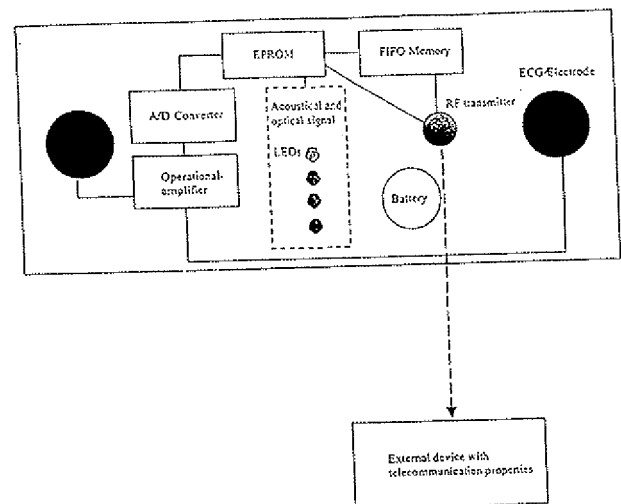 EPROM
FIFO Memory
ECG/Electrode
A/D Converter
Acoustical and
optical signal
RF transmitter
LEDs
Operational-
amplifier
Battery
External device with
telecommunication properties